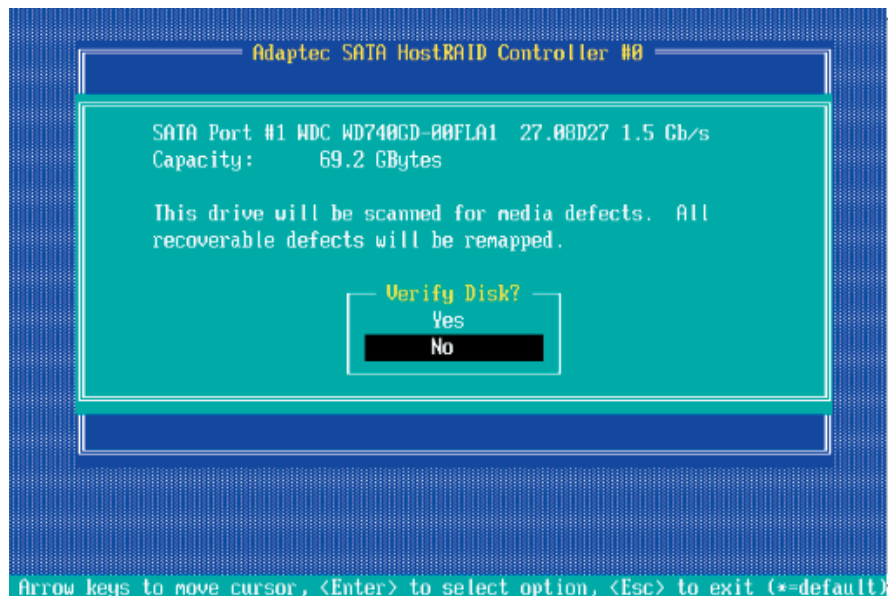 Adaptec SATA HostRAID Controller #0
SATA Port #1 WDC WD740GD-00FLA1 27.08D27 1.5 Gb/s
Capacity: 69.2 GBytes
This drive will be scanned for media defects. All
recoverable defects will be remapped.
Verify Disk?
Yes
No
Arrow keys to move cursor, <Enter> to select option, <Esc> to exit (*=default)